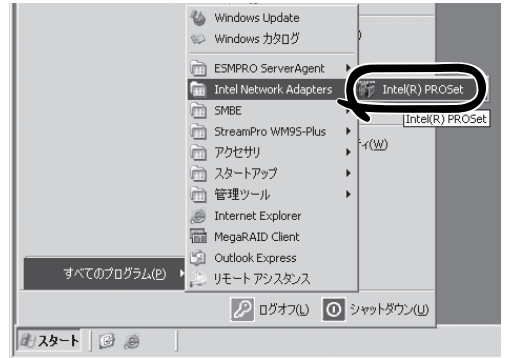 Windows Update
Windows カタログ
ESMPRO ServerAgent
Intel Network Adapters
Intel(R) PROSet
Intel(R) PROSet
SMBE
StreamPro WM9S-Plus
ィ(W)
アクセサリ
スタートアップ
管理ツール
Internet Explorer
MegaRAID Client
Outlook Express
リモート アシスタンス
すべてのプログラム(P)
ログオフ(L)
シャットダウン(U)
スタート